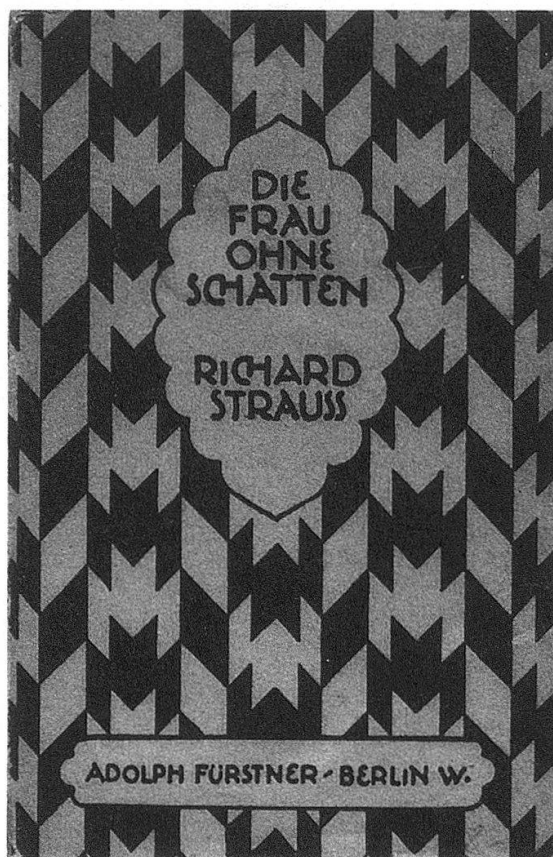 DIE
FRAU
OHNE
SCHATTEN
RICHARD
STRAUSS
ADOLPH FÜRSTNER - BERLIN W.